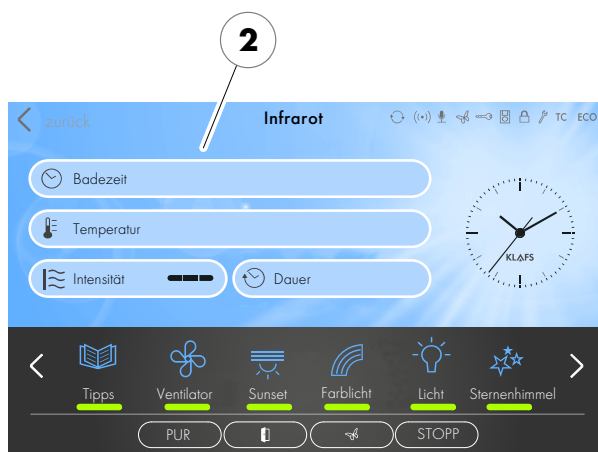 2
zurück Infrarot TC ECO
Badezeit
Temperatur
Intensität Dauer
KLAFS
Tipps Ventilator Sunset Farblicht Licht Sternenhimmel
PUR STOPP